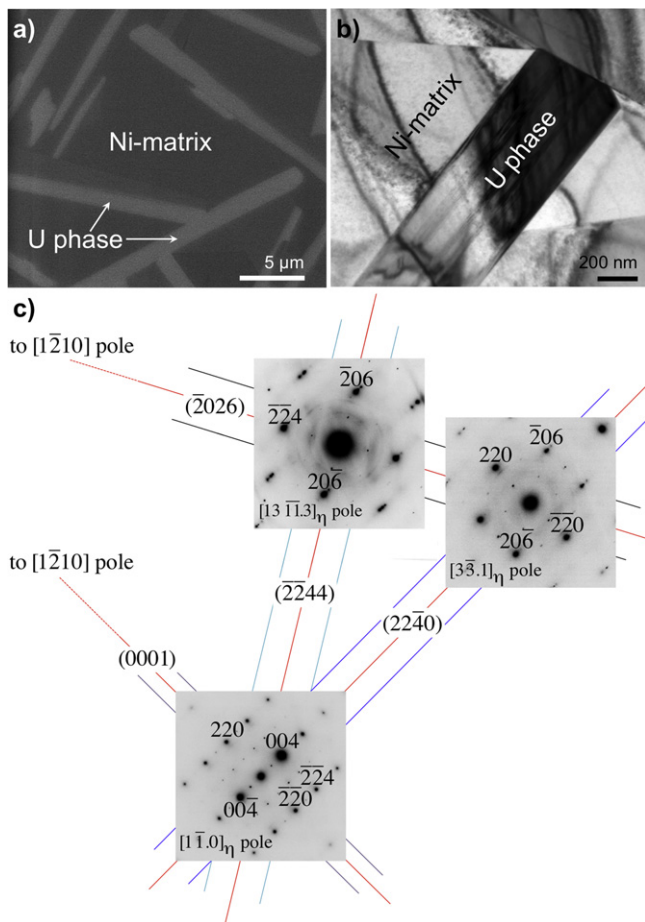 a)
Ni-matrix
U phase
5 µm
b)
Ni-matrix
U phase
200 nm
c)
to [12̄10] pole
(2̄026)
2̄06
2̄2̄4
206̄
[13 1̄1̄.3]η pole
2̄06
220
2̄2̄0
206̄
[33̄.1]η pole
to [12̄10] pole
(2̄2̄44)
(224̄0)
(0001)
220
004
2̄2̄4
004̄
2̄2̄0
[11̄.0]η pole